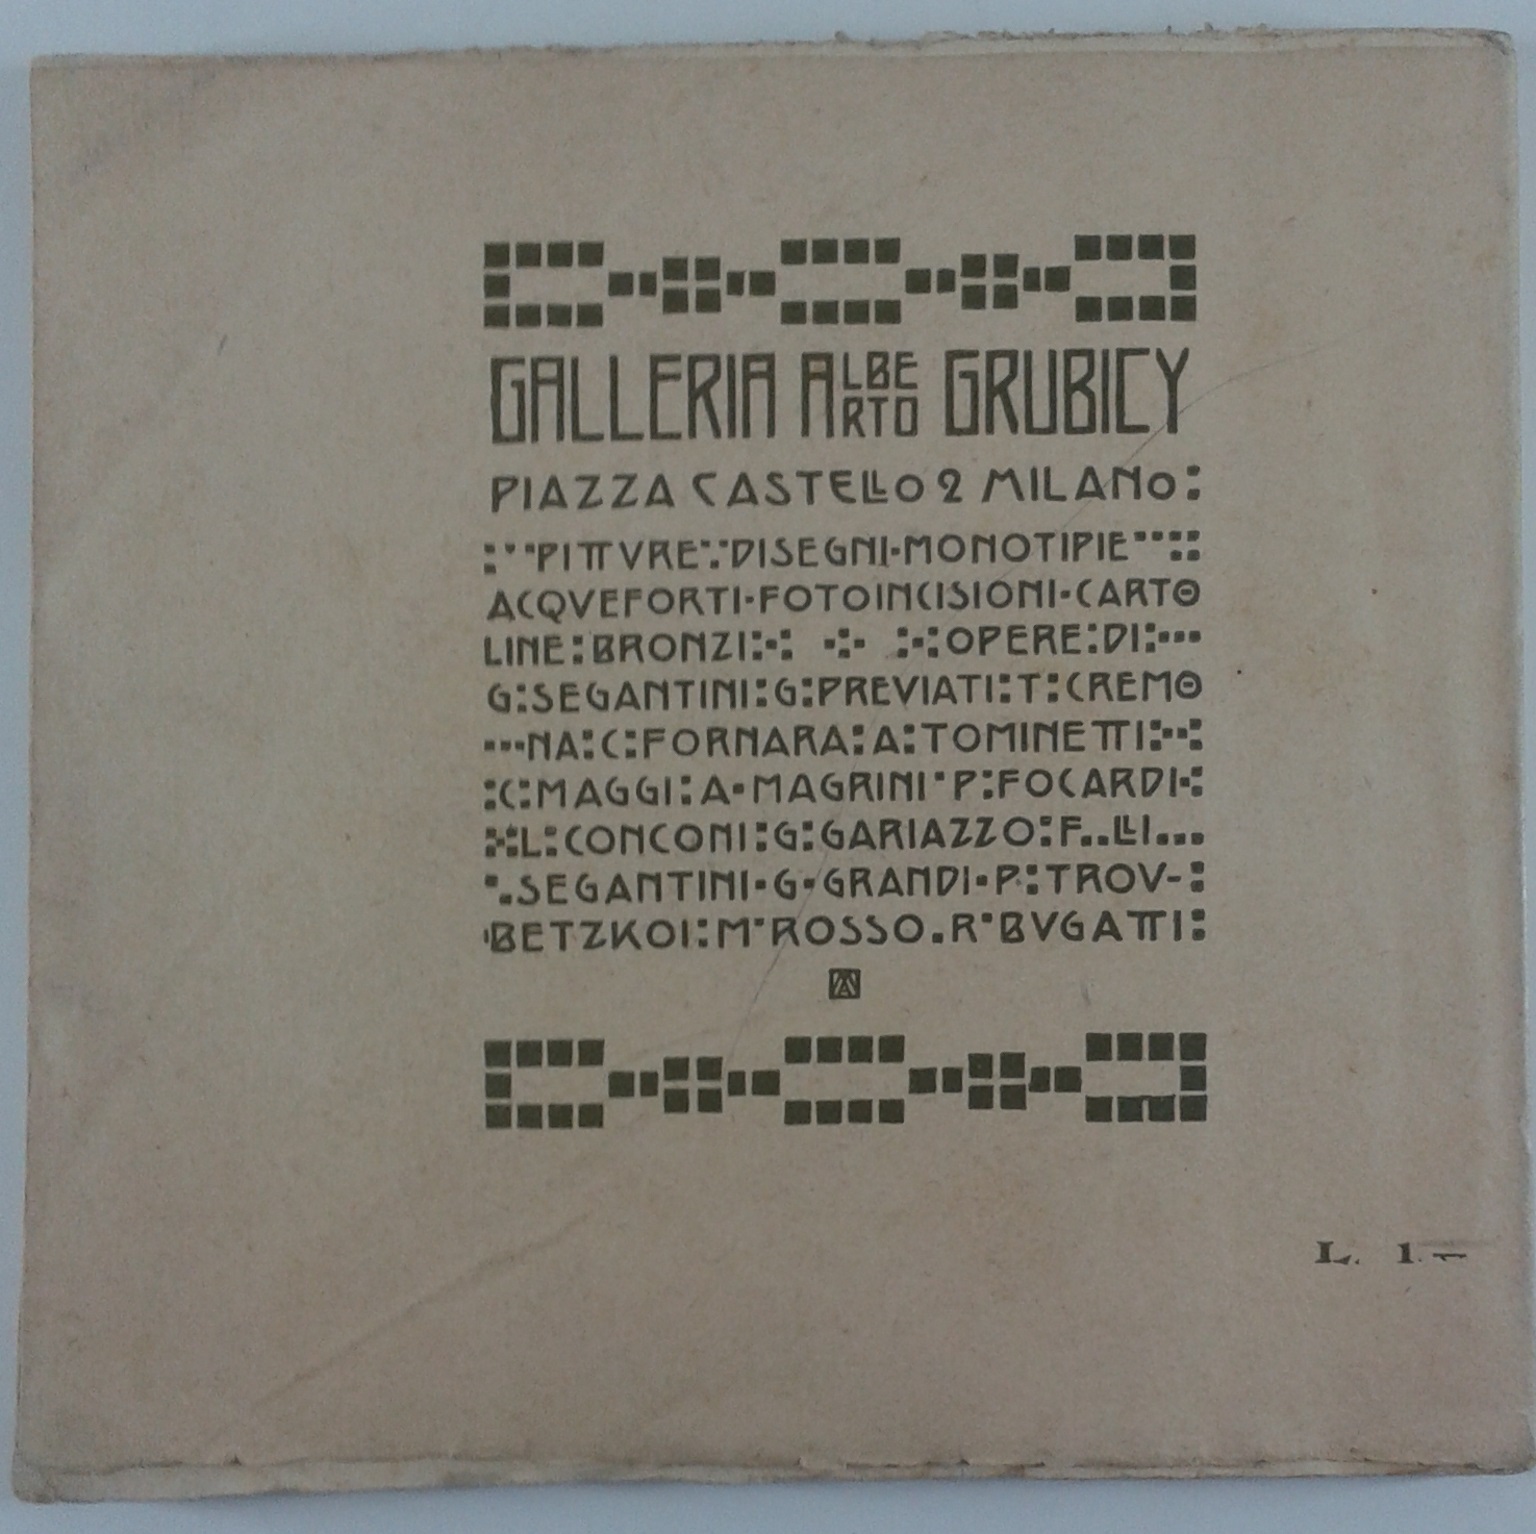 GALLERIA ALBERTO GRUBICY
PIAZZA CASTELLO 2 MILANO:
PITTVRE DISEGNI·MONOTIPIE
ACQVEFORTI·FOTOINCISIONI·CARTO
LINE:BRONZI: OPERE:DI:
G:SEGANTINI:G:PREVIATI:T:CREMO
NA:C:FORNARA:A:TOMINETTI:
:C:MAGGI:A·MAGRINI·P:FOCARDI
L:CONCONI:G:GARIAZZO:F..LLI...
SEGANTINI·G·GRANDI·P:TROV-:
BETZKOI:M·ROSSO.R·BVGATTI:
L. 1.—